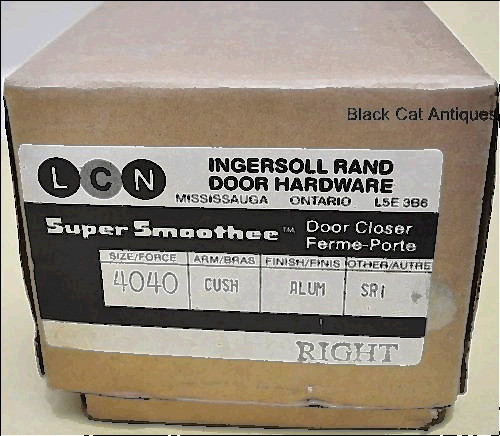 Black Cat Antiques
LCN
INGERSOLL RAND
DOOR HARDWARE
MISSISSAUGA ONTARIO L5E 3B6
Super Smoothee™ Door Closer
Ferme-Porte
SIZE/FORCE ARM/BRAS FINISH/FINIS OTHER/AUTRE
4040 CUSH ALUM SRI
RIGHT